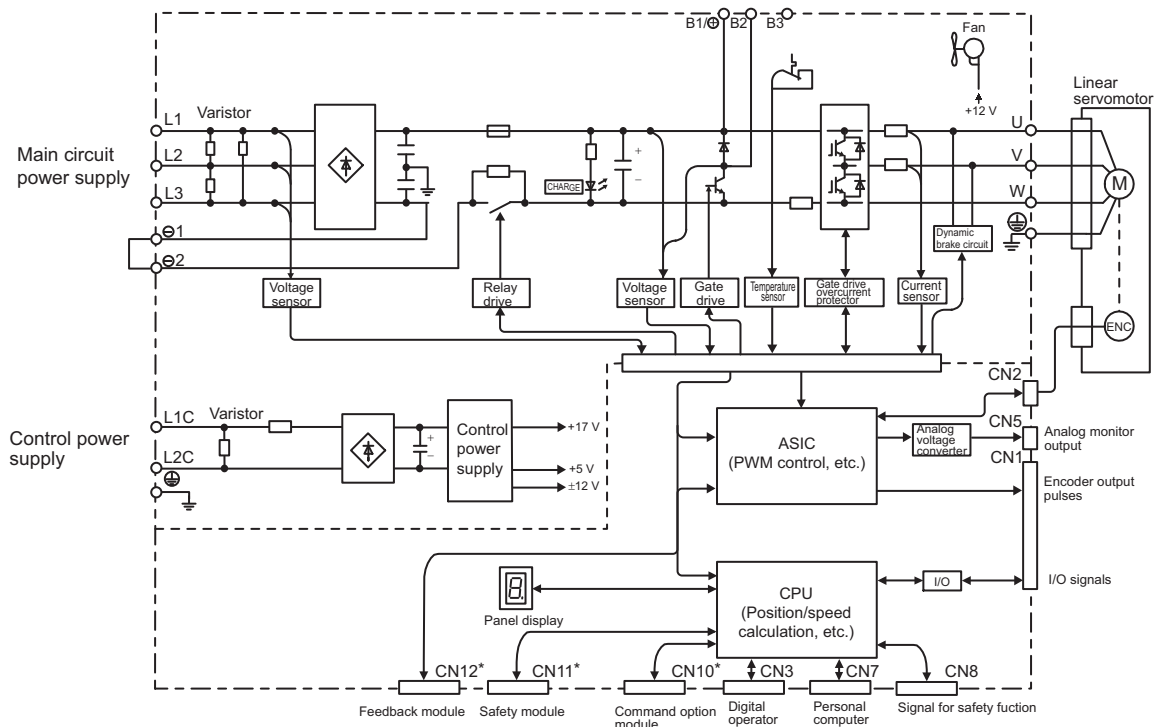 B1/⊕ B2 B3
Fan
+12 V
Linear
servomotor
Main circuit
power supply
L1
L2
L3
⊖1
⊖2
Varistor
CHARGE
+
−
U
V
W
M
ENC
Dynamic
brake circuit
Voltage
sensor
Relay
drive
Voltage
sensor
Gate
drive
Temperature
sensor
Gate drive
overcurrent
protector
Current
sensor
Control power
supply
L1C
L2C
Varistor
+
−
Control
power
supply
+17 V
+5 V
±12 V
ASIC
(PWM control, etc.)
Analog
voltage
converter
CN2
CN5
CN1
Analog monitor
output
Encoder output
pulses
I/O
I/O signals
CPU
(Position/speed
calculation, etc.)
8.
Panel display
CN12*
CN11*
CN10*
CN3
CN7
CN8
Feedback module
Safety module
Command option
module
Digital
operator
Personal
computer
Signal for safety fuction